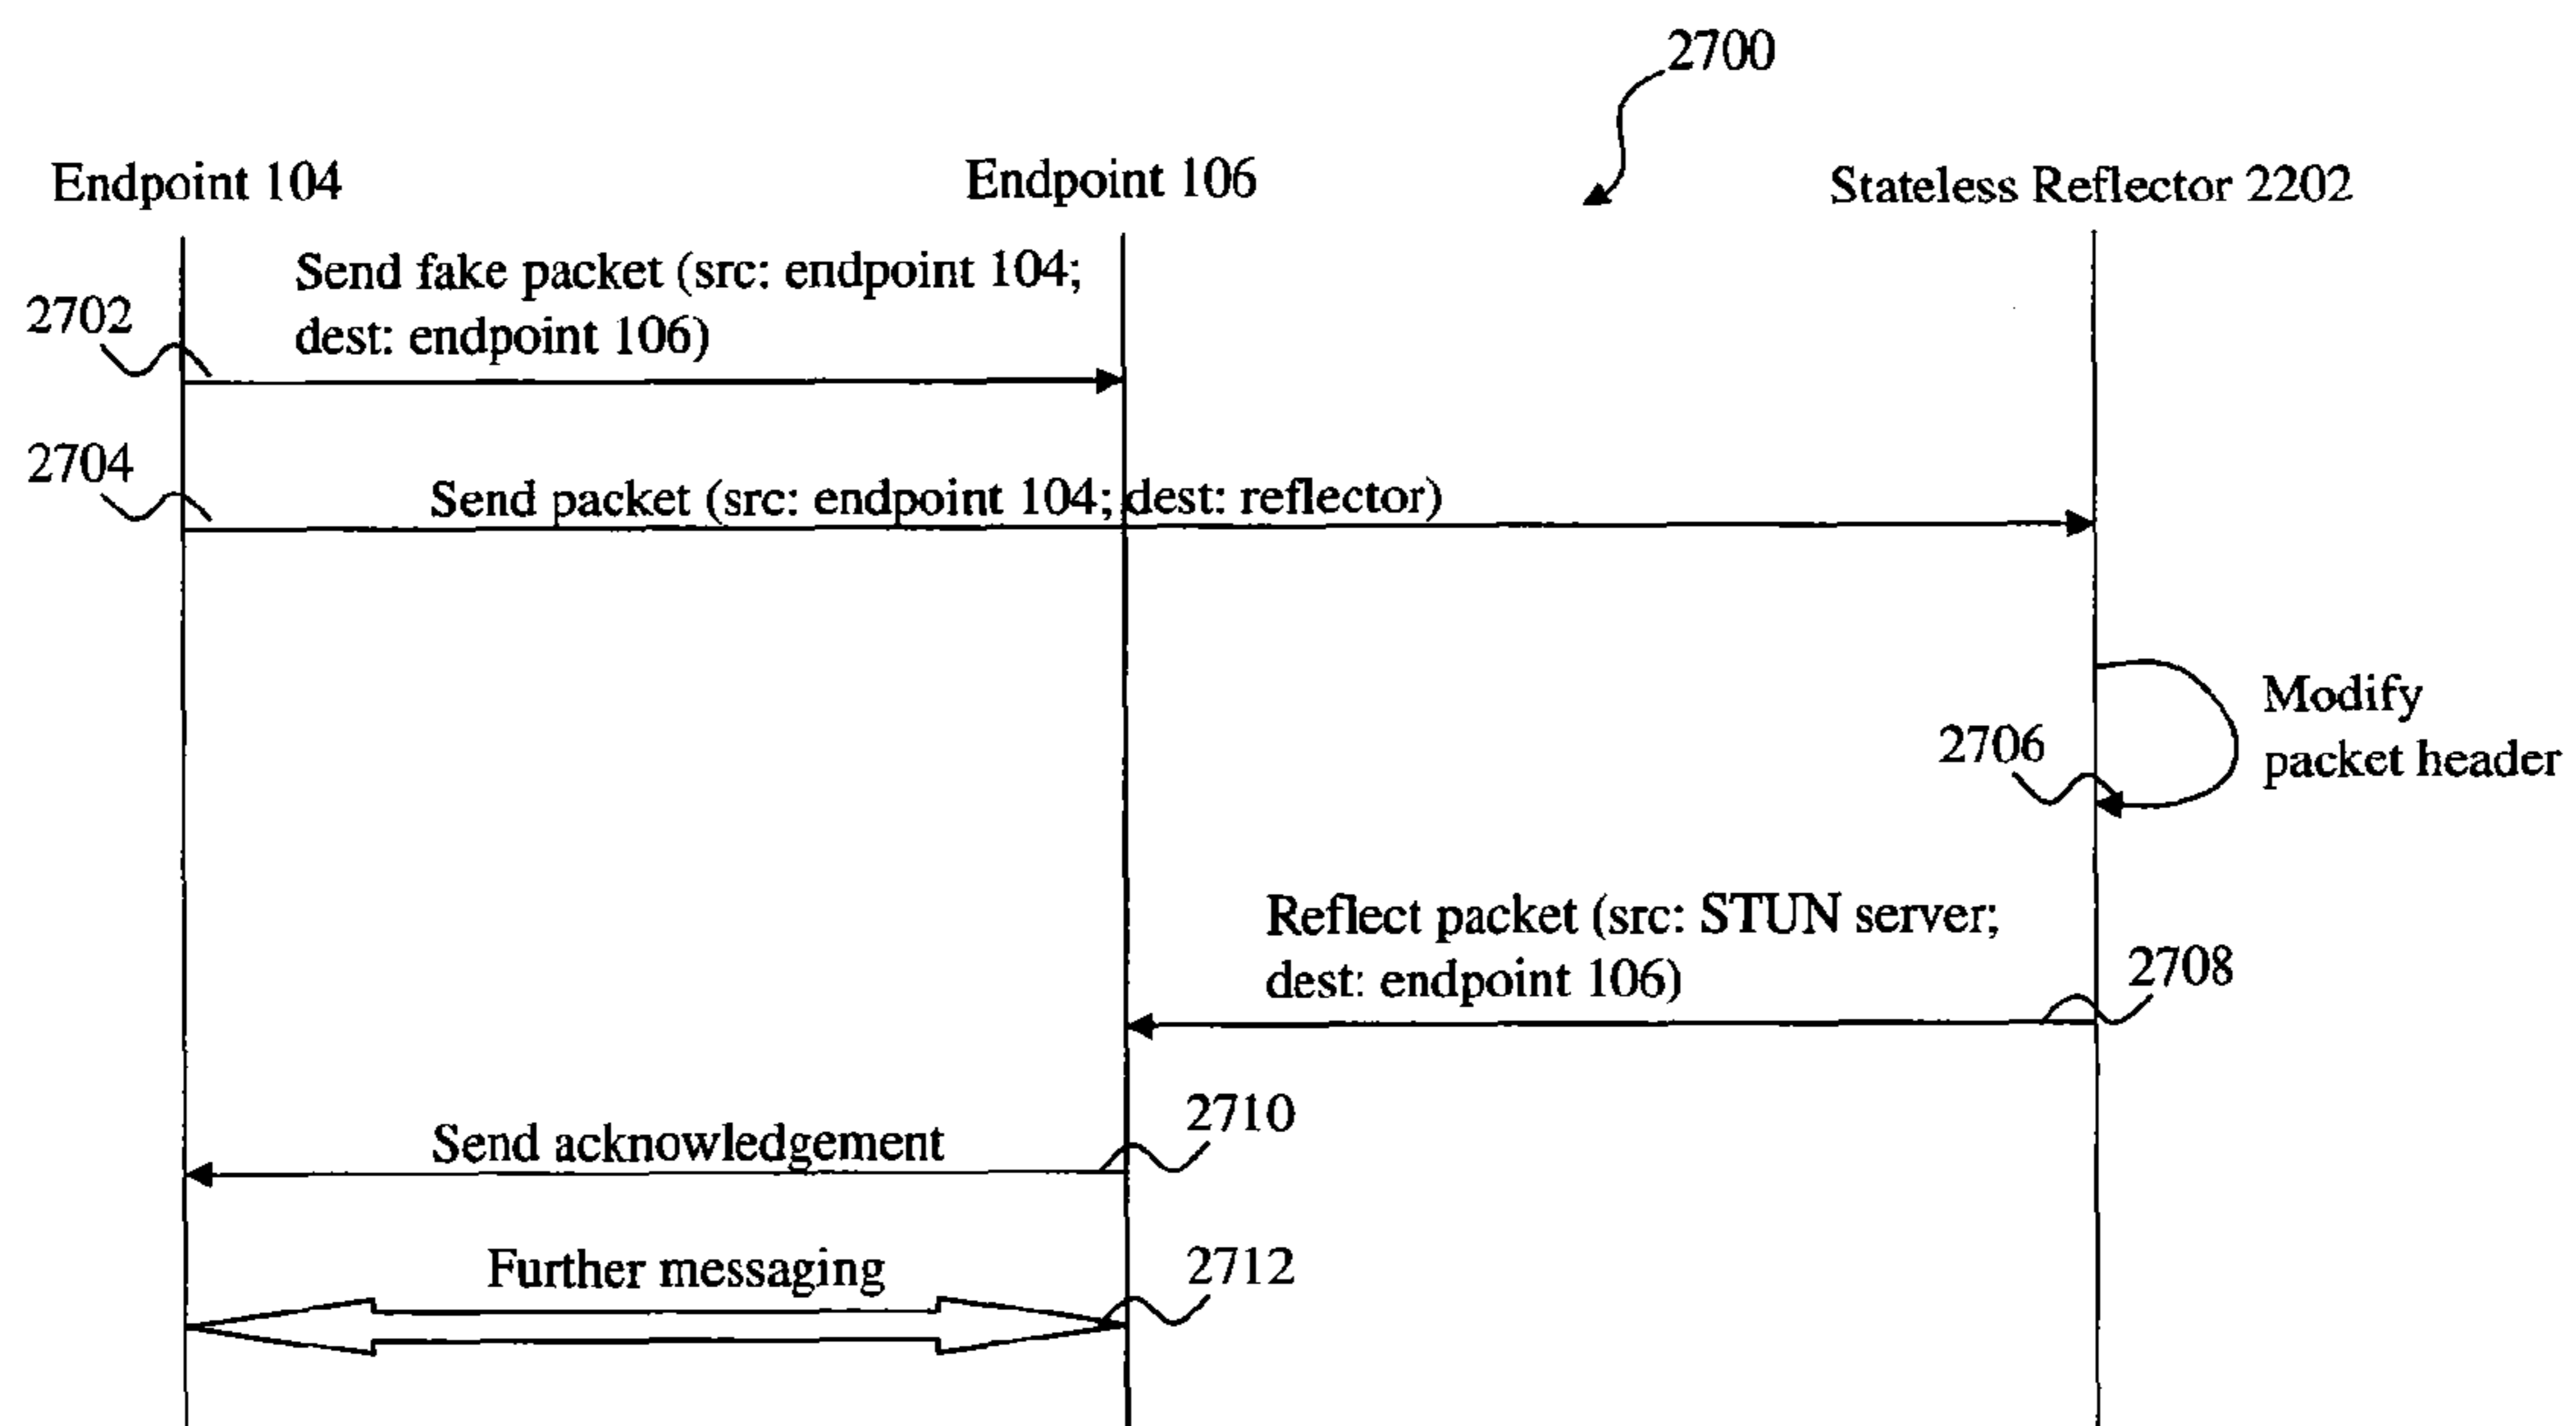 2700
Endpoint 104
Endpoint 106
Stateless Reflector 2202
Send fake packet (src: endpoint 104;
dest: endpoint 106)
2702
2704
Send packet (src: endpoint 104; dest: reflector)
Modify
packet header
2706
Reflect packet (src: STUN server;
dest: endpoint 106)
2708
2710
Send acknowledgement
Further messaging
2712